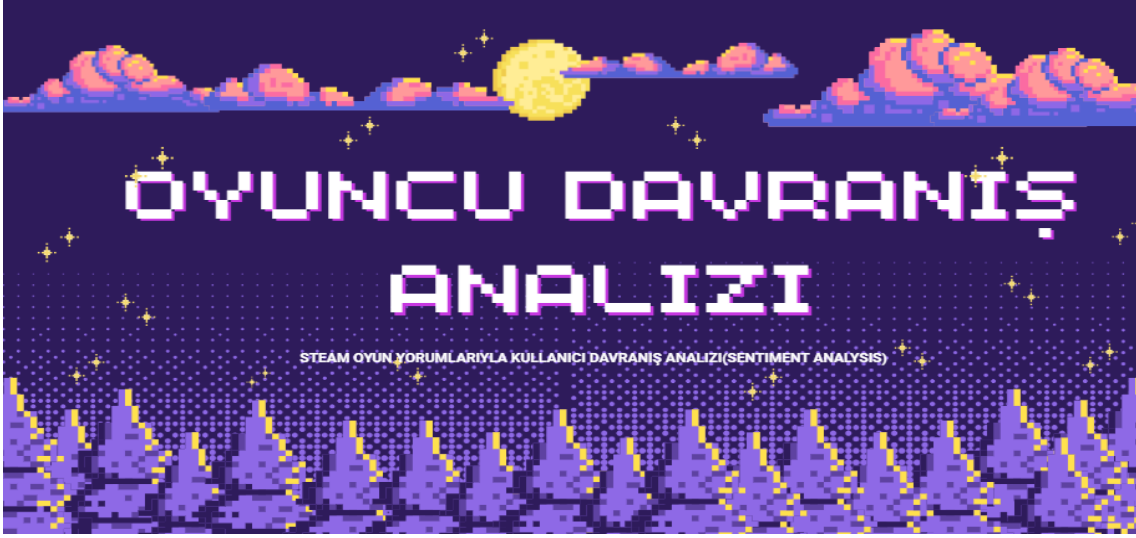 OYUNCU DAVRANIŞ
ANALIZI
STEAM OYUN YORUMLARIYLA KULLANICI DAVRANIŞ ANALIZI(SENTIMENT ANALYSIS)